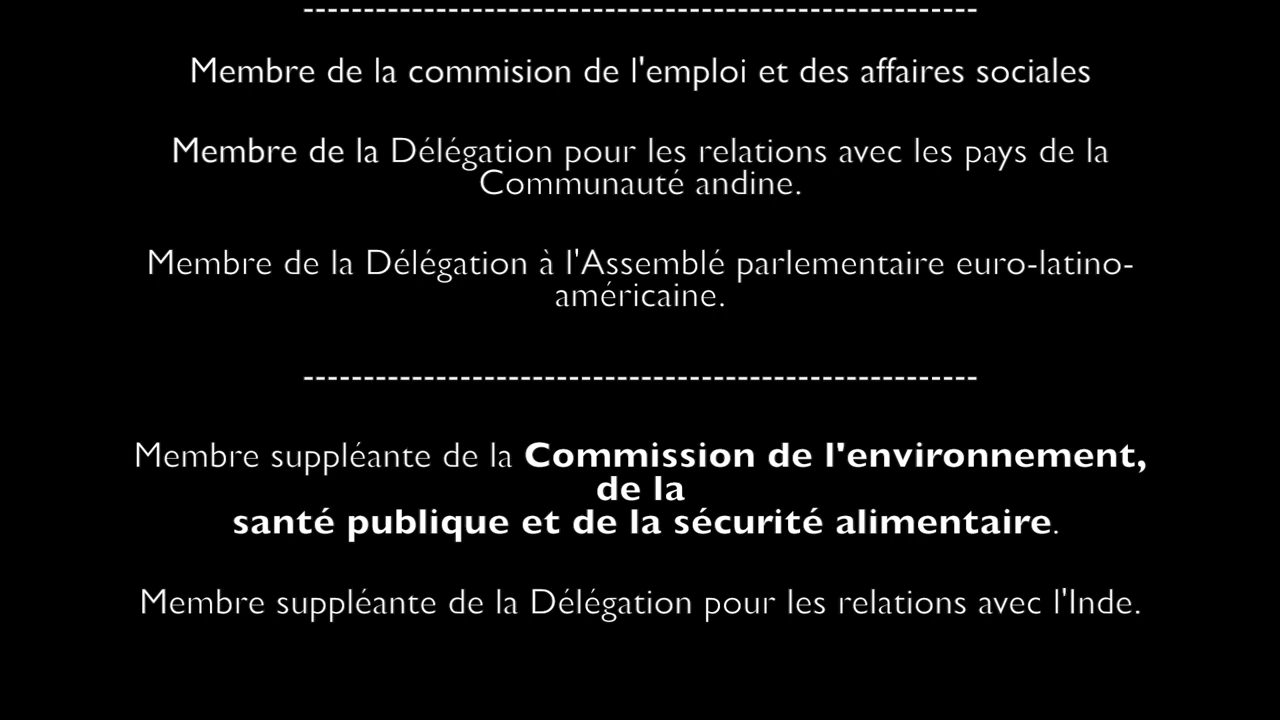 --------------------------------------------------------
Membre de la commision de l'emploi et des affaires sociales
Membre de la Délégation pour les relations avec les pays de la
Communauté andine.
Membre de la Délégation à l'Assemblé parlementaire euro-latino-
américaine.
--------------------------------------------------------
Membre suppléante de la Commission de l'environnement,
de la
santé publique et de la sécurité alimentaire.
Membre suppléante de la Délégation pour les relations avec l'Inde.